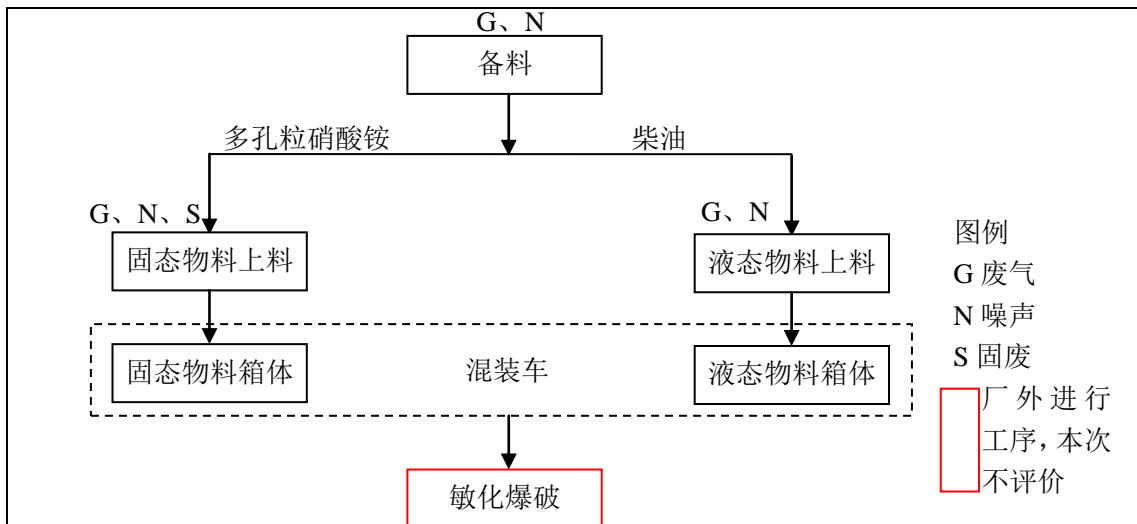 G、N
备料
多孔粒硝酸铵
柴油
G、N、S
G、N
固态物料上料
液态物料上料
固态物料箱体
混装车
液态物料箱体
敏化爆破
图例
G 废气
N 噪声
S 固废
厂外进行
工序，本次
不评价